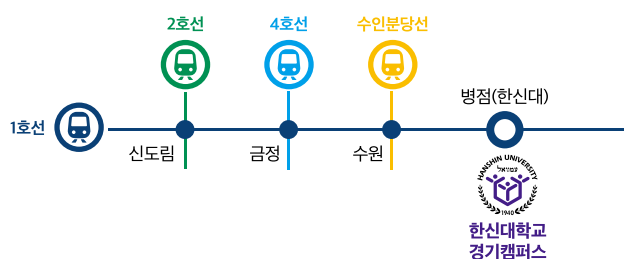 2호선
4호선
수인분당선
병점(한신대)
1호선
신도림
금정
수원
HANSHIN UNIVERSITY
1940
한신대학교
경기캠퍼스